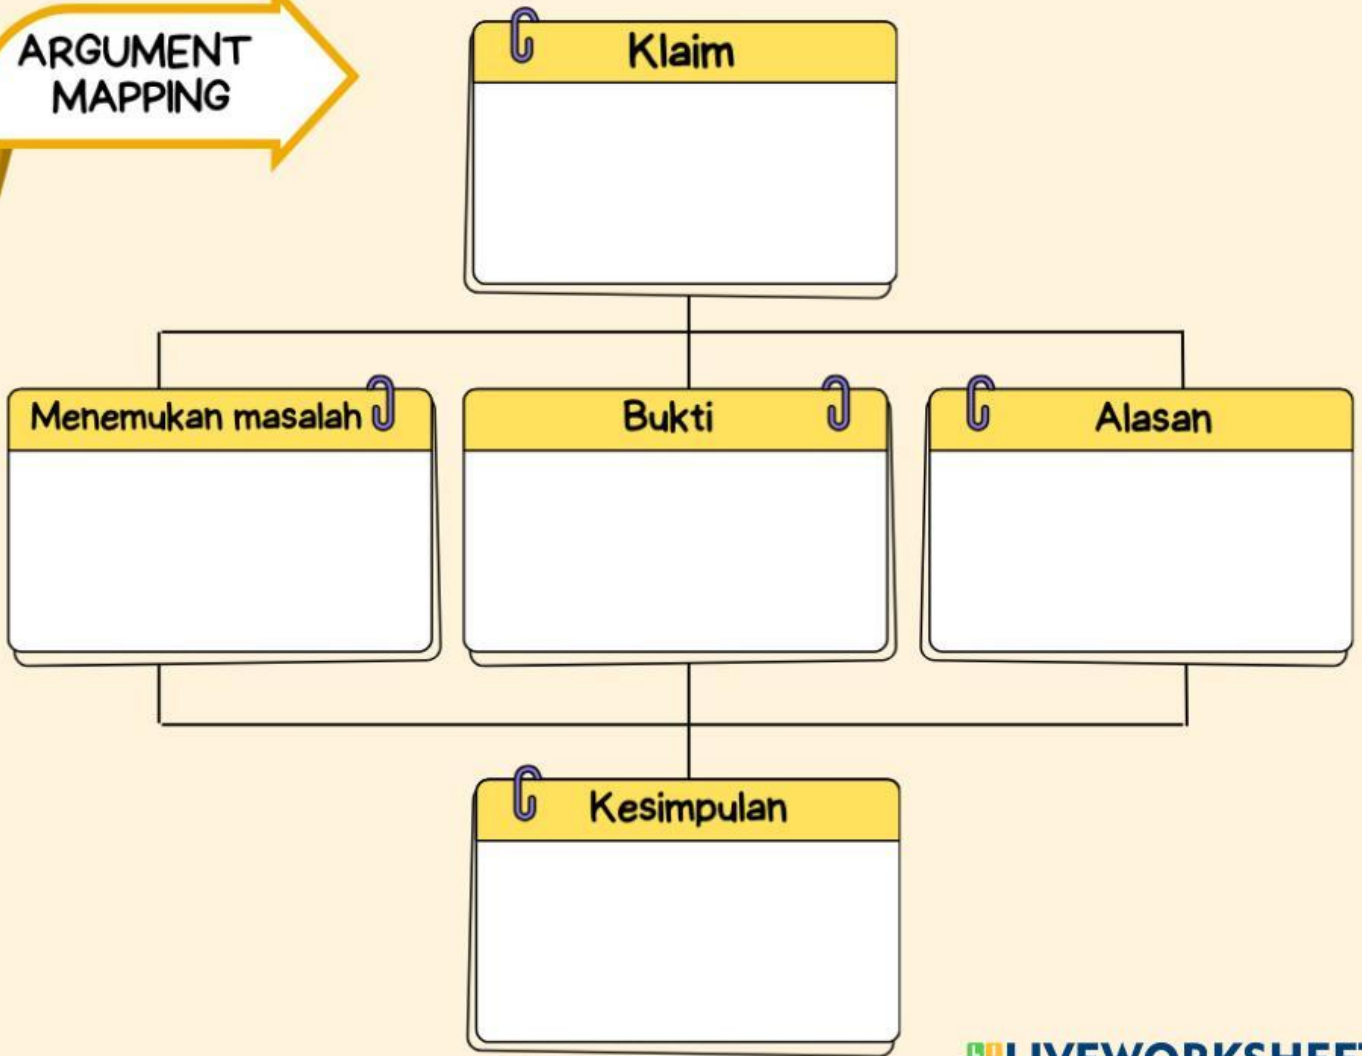 ARGUMENT
MAPPING
Klaim
Menemukan masalah
Bukti
Alasan
Kesimpulan